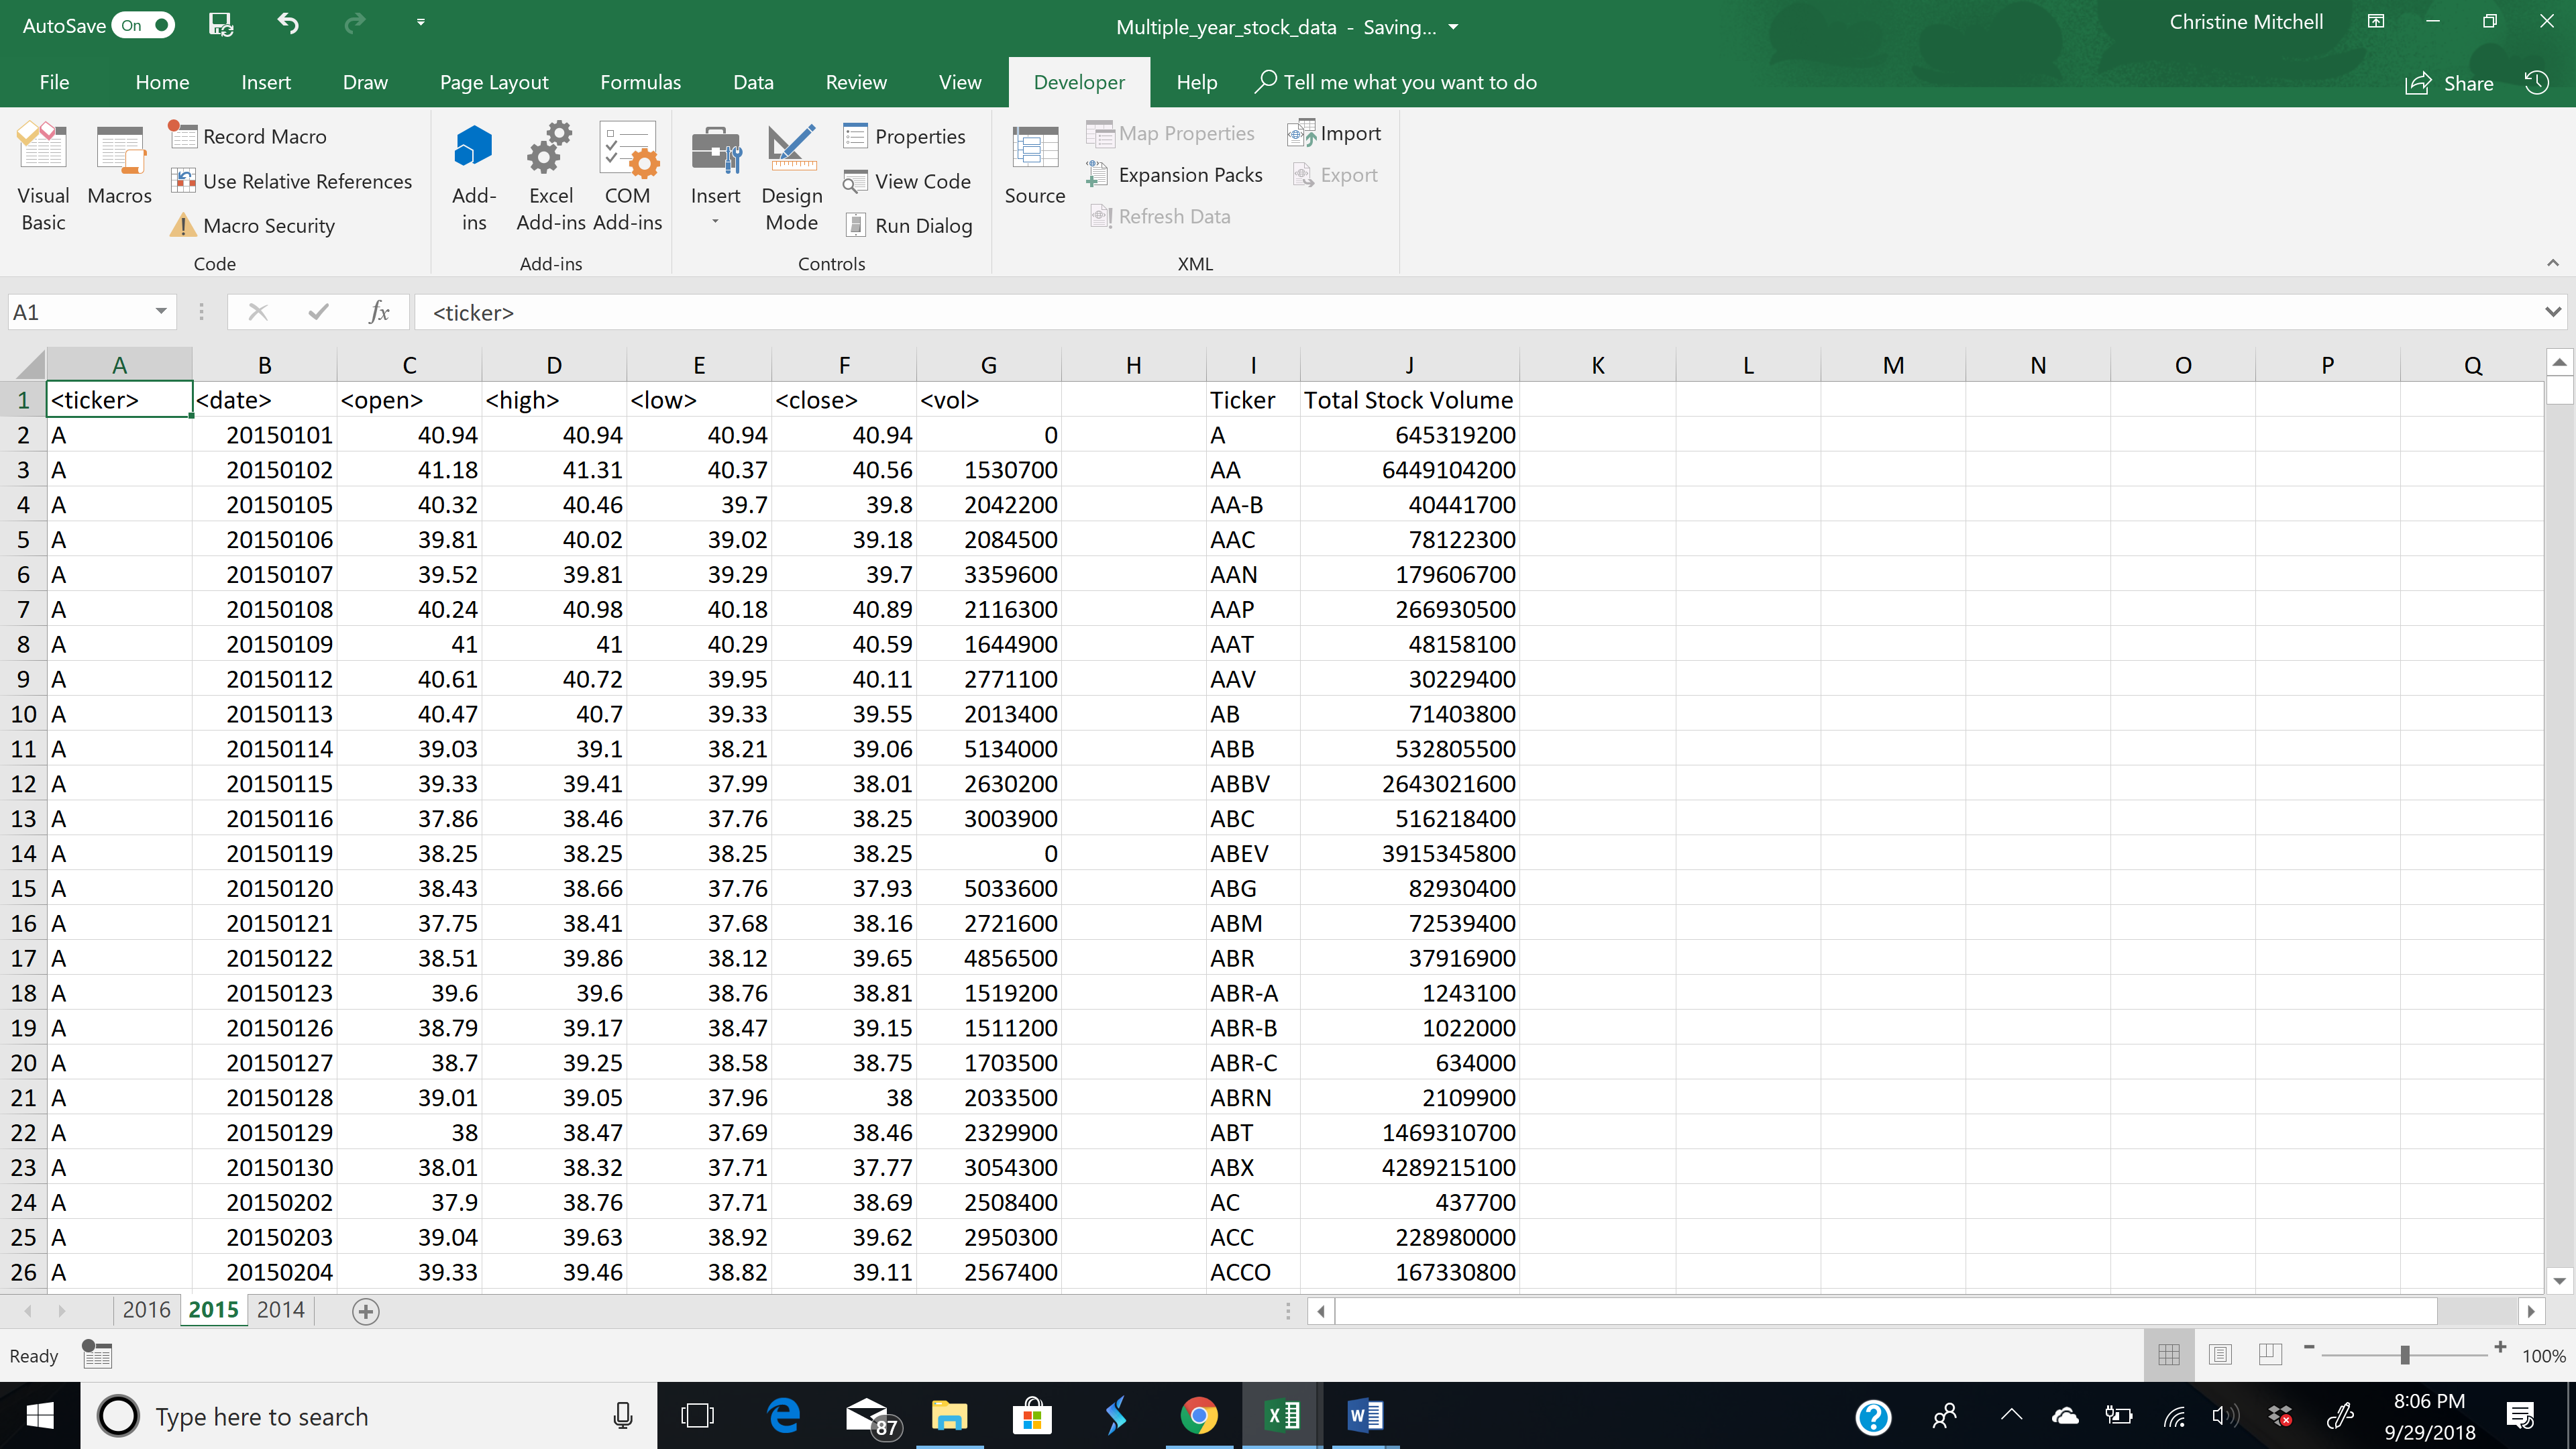 AutoSave On
Multiple_year_stock_data - Saving...
Christine Mitchell
File Home Insert Draw Page Layout Formulas Data Review View Developer Help Tell me what you want to do Share
Visual Basic
Macros
Record Macro
Use Relative References
Macro Security
Code
Add-ins
Excel Add-ins
COM Add-ins
Add-ins
Insert
Design Mode
Properties
View Code
Run Dialog
Controls
Source
Map Properties
Expansion Packs
Refresh Data
Import
Export
XML
A1 fx <ticker>
A B C D E F G H I J K L M N O P Q
1 <ticker> <date> <open> <high> <low> <close> <vol> Ticker Total Stock Volume
2 A 20150101 40.94 40.94 40.94 40.94 0 A 645319200
3 A 20150102 41.18 41.31 40.37 40.56 1530700 AA 6449104200
4 A 20150105 40.32 40.46 39.7 39.8 2042200 AA-B 40441700
5 A 20150106 39.81 40.02 39.02 39.18 2084500 AAC 78122300
6 A 20150107 39.52 39.81 39.29 39.7 3359600 AAN 179606700
7 A 20150108 40.24 40.98 40.18 40.89 2116300 AAP 266930500
8 A 20150109 41 41 40.29 40.59 1644900 AAT 48158100
9 A 20150112 40.61 40.72 39.95 40.11 2771100 AAV 30229400
10 A 20150113 40.47 40.7 39.33 39.55 2013400 AB 71403800
11 A 20150114 39.03 39.1 38.21 39.06 5134000 ABB 532805500
12 A 20150115 39.33 39.41 37.99 38.01 2630200 ABBV 2643021600
13 A 20150116 37.86 38.46 37.76 38.25 3003900 ABC 516218400
14 A 20150119 38.25 38.25 38.25 38.25 0 ABEV 3915345800
15 A 20150120 38.43 38.66 37.76 37.93 5033600 ABG 82930400
16 A 20150121 37.75 38.41 37.68 38.16 2721600 ABM 72539400
17 A 20150122 38.51 39.86 38.12 39.65 4856500 ABR 37916900
18 A 20150123 39.6 39.6 38.76 38.81 1519200 ABR-A 1243100
19 A 20150126 38.79 39.17 38.47 39.15 1511200 ABR-B 1022000
20 A 20150127 38.7 39.25 38.58 38.75 1703500 ABR-C 634000
21 A 20150128 39.01 39.05 37.96 38 2033500 ABRN 2109900
22 A 20150129 38 38.47 37.69 38.46 2329900 ABT 1469310700
23 A 20150130 38.01 38.32 37.71 37.77 3054300 ABX 4289215100
24 A 20150202 37.9 38.76 37.71 38.69 2508400 AC 437700
25 A 20150203 39.04 39.63 38.92 39.62 2950300 ACC 228980000
26 A 20150204 39.33 39.46 38.82 39.11 2567400 ACCO 167330800
2016 2015 2014
Ready
100%
Type here to search
87
8:06 PM
9/29/2018